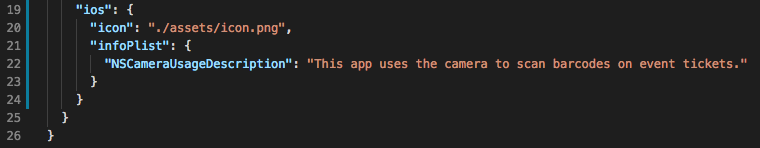 19 "ios": {
20 "icon": "./assets/icon.png",
21 "infoPlist": {
22 "NSCameraUsageDescription": "This app uses the camera to scan barcodes on event tickets."
23 }
24 }
25 }
26 }